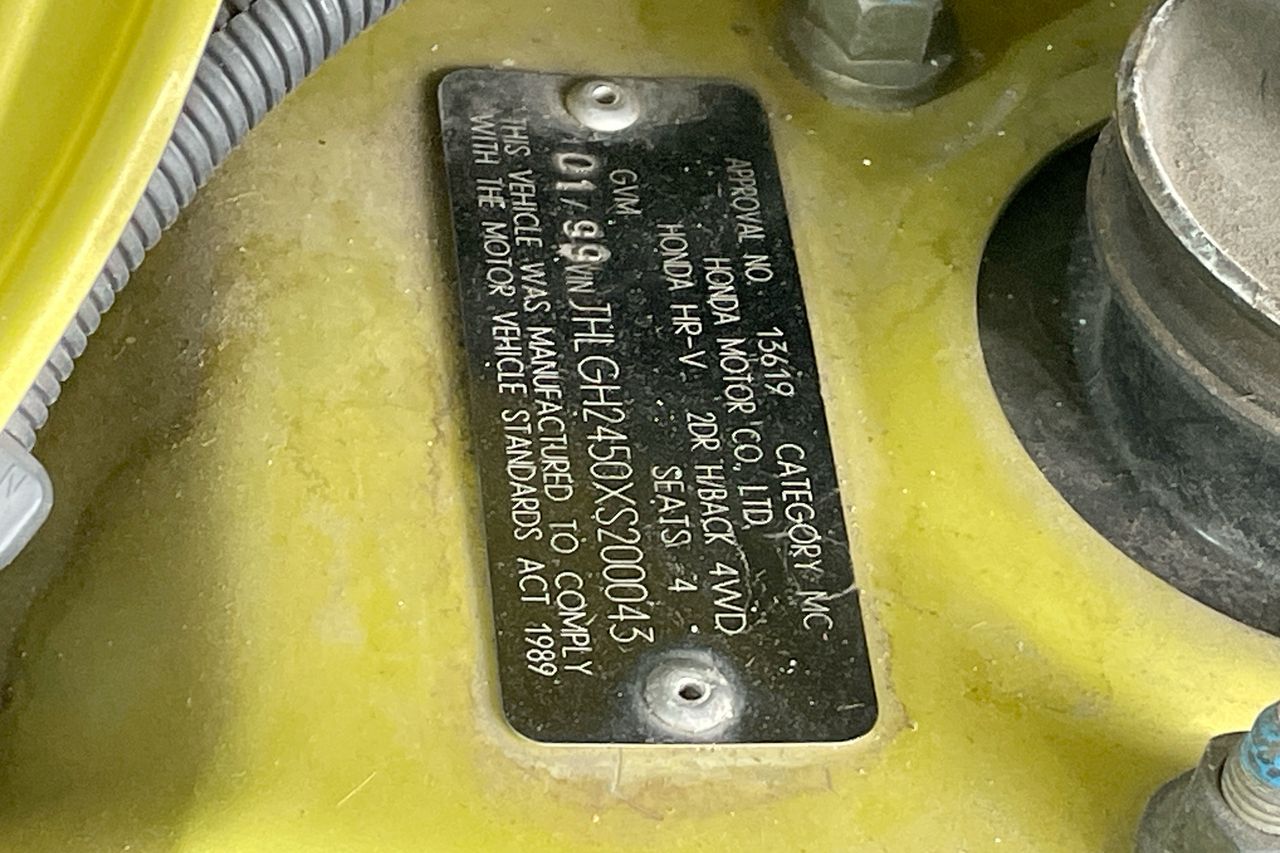 APPROVAL NO. 13619 CATEGORY MC
HONDA MOTOR CO., LTD
HONDA HR-V 2DR H/BACK 4WD
GVM SEATS 4
01/99 VIN JHLGH2450XS200043
THIS VEHICLE WAS MANUFACTURED TO COMPLY
WITH THE MOTOR VEHICLE STANDARDS ACT 1989